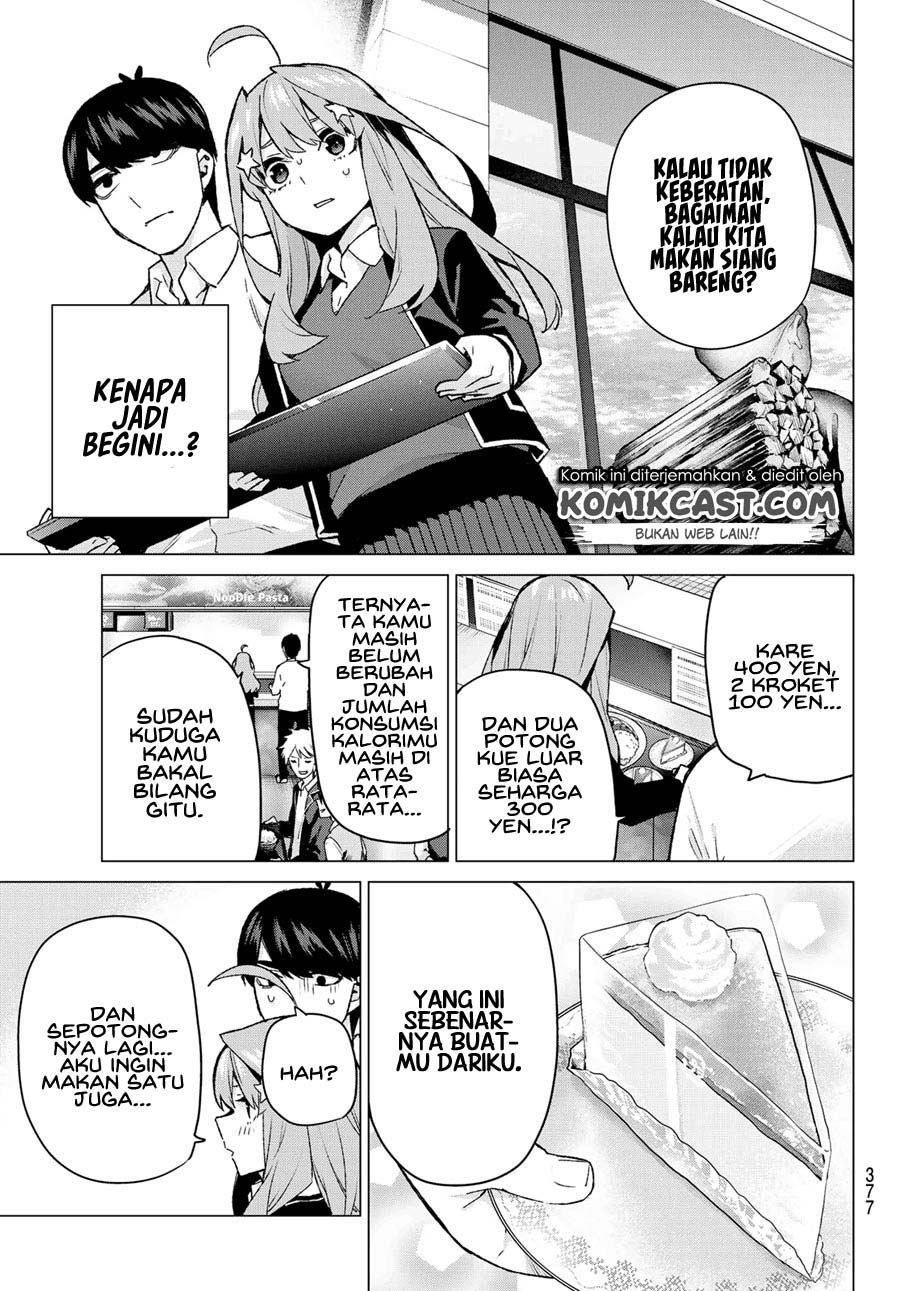 KALAU TIDAK
KEBERATAN,
BAGAIMAN
KALAU KITA
MAKAN SIANG
BARENG?
KENAPA
JADI
BEGINI...?
Komik ini diterjemahkan & diedit oleh
KOMIKCAST.COM
BUKAN WEB LAIN!!
KARE
400 YEN,
2 KROKET
100 YEN...
DAN DUA
POTONG
KUE LUAR
BIASA
SEHARGA
300
YEN...!?
NooDle Pasta
TERNYA-
TA KAMU
MASIH
BELUM
BERUBAH
DAN
JUMLAH
KONSUMSI
KALORIMU
MASIH DI
ATAS
RATA-
RATA...
SUDAH
KUDUGA
KAMU
BAKAL
BILANG
GITU.
YANG INI
SEBENAR-
NYA BUAT-
MU DARIKU.
HAH?
DAN
SEPOTONG-
NYA LAGI...
AKU INGIN
MAKAN SATU
JUGA...
377